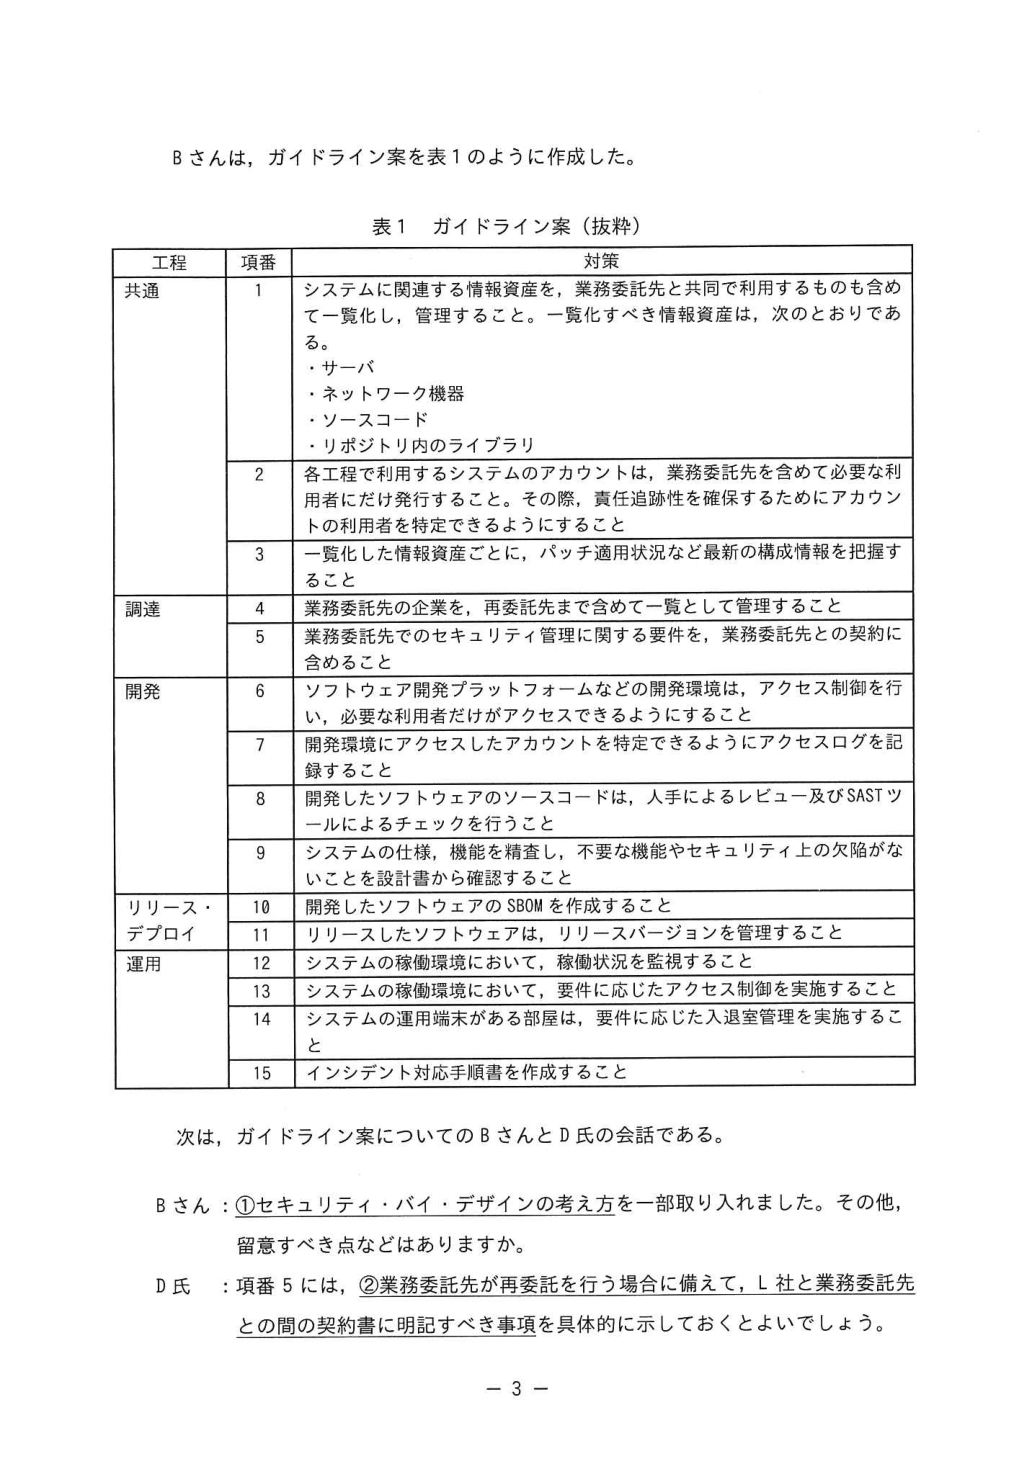 Bさんは，ガイドライン案を表1のように作成した。
表1　ガイドライン案（抜粋）
工程　項番　対策
共通　1　システムに関連する情報資産を，業務委託先と共同で利用するものも含め
て一覧化し，管理すること。一覧化すべき情報資産は，次のとおりであ
る。
・サーバ
・ネットワーク機器
・ソースコード
・リポジトリ内のライブラリ
2　各工程で利用するシステムのアカウントは，業務委託先を含めて必要な利
用者にだけ発行すること。その際，責任追跡性を確保するためにアカウン
トの利用者を特定できるようにすること
3　一覧化した情報資産ごとに，パッチ適用状況など最新の構成情報を把握す
ること
調達　4　業務委託先の企業を，再委託先まで含めて一覧として管理すること
5　業務委託先でのセキュリティ管理に関する要件を，業務委託先との契約に
含めること
開発　6　ソフトウェア開発プラットフォームなどの開発環境は，アクセス制御を行
い，必要な利用者だけがアクセスできるようにすること
7　開発環境にアクセスしたアカウントを特定できるようにアクセスログを記
録すること
8　開発したソフトウェアのソースコードは，人手によるレビュー及びSASTツ
ールによるチェックを行うこと
9　システムの仕様，機能を精査し，不要な機能やセキュリティ上の欠陥がな
いことを設計書から確認すること
リリース・　10　開発したソフトウェアのSBOMを作成すること
デプロイ　11　リリースしたソフトウェアは，リリースバージョンを管理すること
運用　12　システムの稼働環境において，稼働状況を監視すること
13　システムの稼働環境において，要件に応じたアクセス制御を実施すること
14　システムの運用端末がある部屋は，要件に応じた入退室管理を実施するこ
と
15　インシデント対応手順書を作成すること
次は，ガイドライン案についてのBさんとD氏の会話である。
Bさん：①セキュリティ・バイ・デザインの考え方を一部取り入れました。その他，
留意すべき点などはありますか。
D氏　：項番5には，②業務委託先が再委託を行う場合に備えて，L社と業務委託先
との間の契約書に明記すべき事項を具体的に示しておくとよいでしょう。
－ 3 －